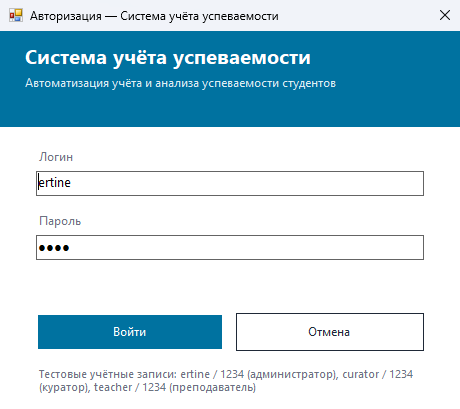 Авторизация — Система учёта успеваемости
Система учёта успеваемости
Автоматизация учёта и анализа успеваемости студентов
Логин
ertine
Пароль
●●●●
Войти
Отмена
Тестовые учётные записи: ertine / 1234 (администратор), curator / 1234
(куратор), teacher / 1234 (преподаватель)